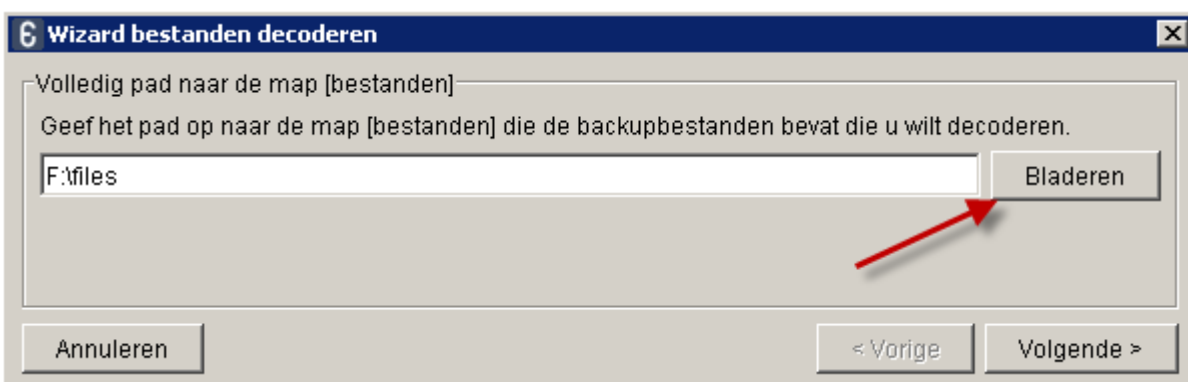 Wizard bestanden decoderen
Volledig pad naar de map [bestanden]
Geef het pad op naar de map [bestanden] die de backupbestanden bevat die u wilt decoderen.
F:\files
Bladeren
Annuleren
< Vorige
Volgende >